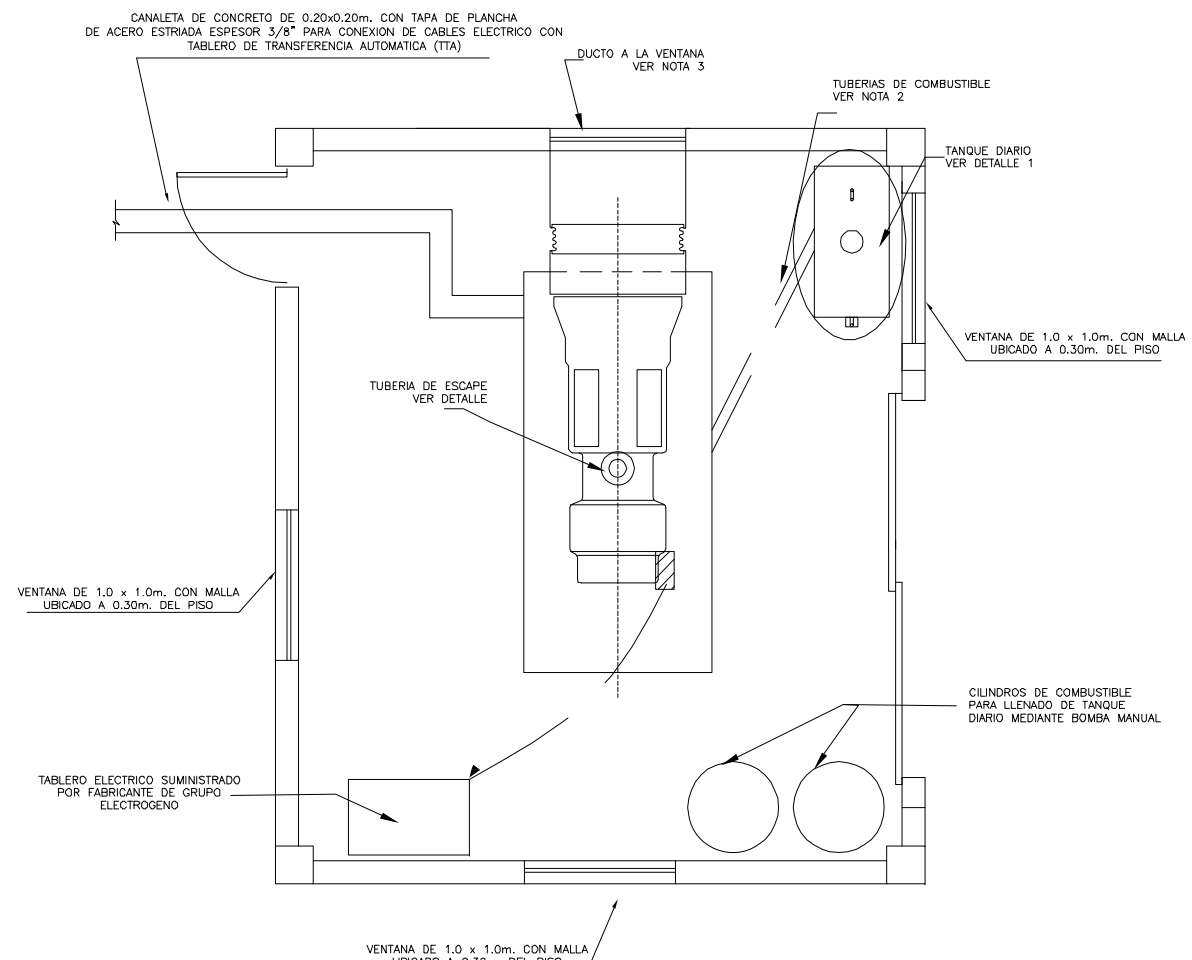 CANALETA DE CONCRETO DE 0.20x0.20m. CON TAPA DE PLANCHA
DE ACERO ESTRIADA ESPESOR 3/8" PARA CONEXION DE CABLES ELECTRICO CON
TABLERO DE TRANSFERENCIA AUTOMATICA (TTA)
DUCTO A LA VENTANA
VER NOTA 3
TUBERIAS DE COMBUSTIBLE
VER NOTA 2
TANQUE DIARIO
VER DETALLE 1
VENTANA DE 1.0 x 1.0m. CON MALLA
UBICADO A 0.30m. DEL PISO
TUBERIA DE ESCAPE
VER DETALLE
VENTANA DE 1.0 x 1.0m. CON MALLA
UBICADO A 0.30m. DEL PISO
CILINDROS DE COMBUSTIBLE
PARA LLENADO DE TANQUE
DIARIO MEDIANTE BOMBA MANUAL
TABLERO ELECTRICO SUMINISTRADO
POR FABRICANTE DE GRUPO
ELECTROGENO
VENTANA DE 1.0 x 1.0m. CON MALLA
UBICADO A 0.30m. DEL PISO